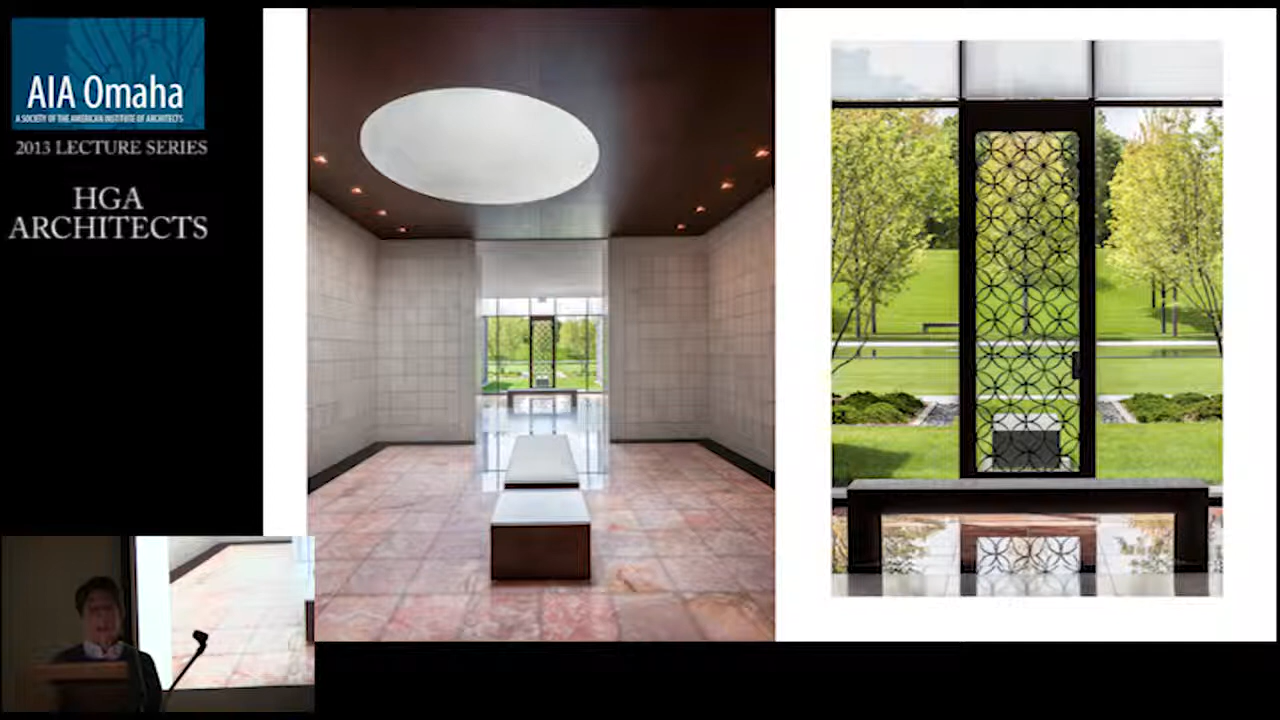 AIA Omaha
A SOCIETY OF THE AMERICAN INSTITUTE OF ARCHITECTS
2013 LECTURE SERIES
HGA
ARCHITECTS